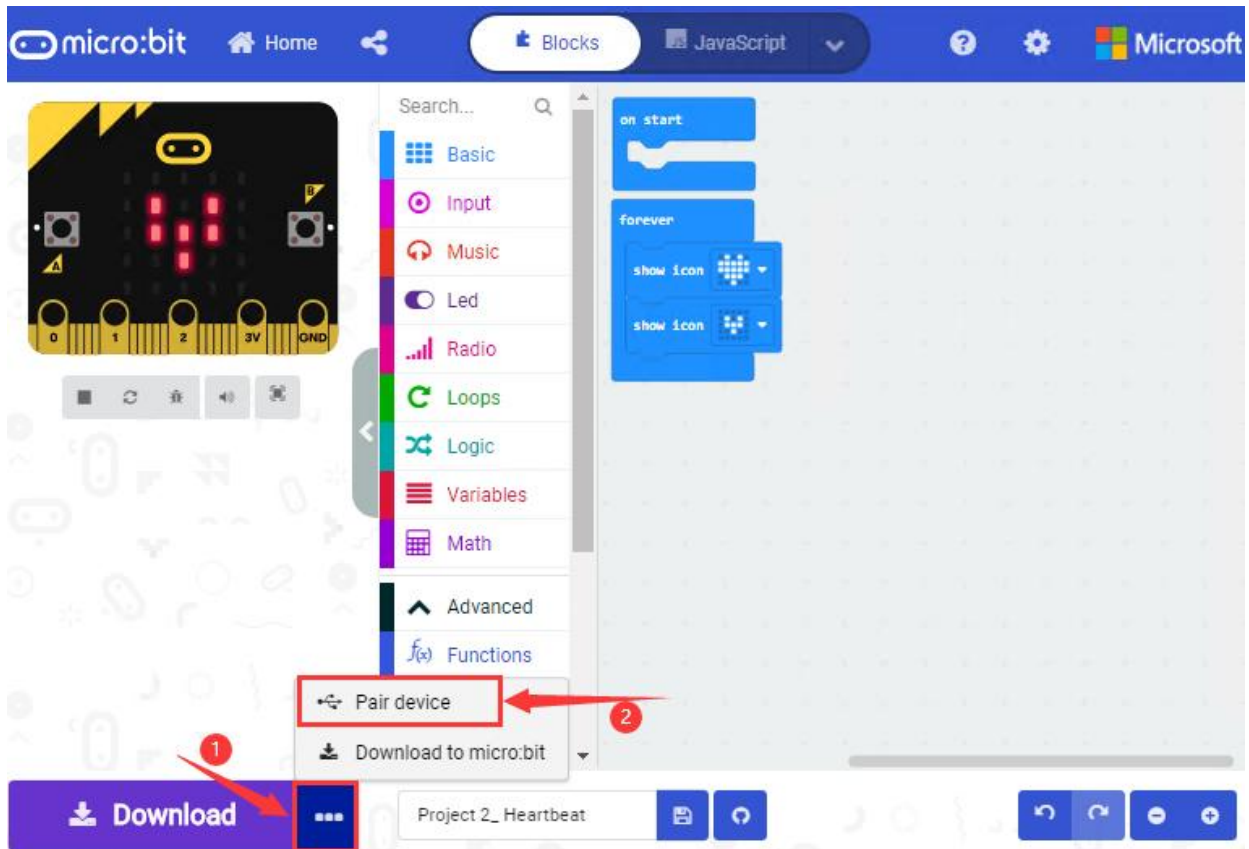 micro:bit
Home
Blocks
JavaScript
Microsoft
Search...
Basic
Input
Music
Led
Radio
Loops
Logic
Variables
Math
Advanced
Functions
on start
forever
show icon
show icon
B
A
0
1
2
3V
GND
Pair device
2
Download to micro:bit
1
Download
Project 2_ Heartbeat